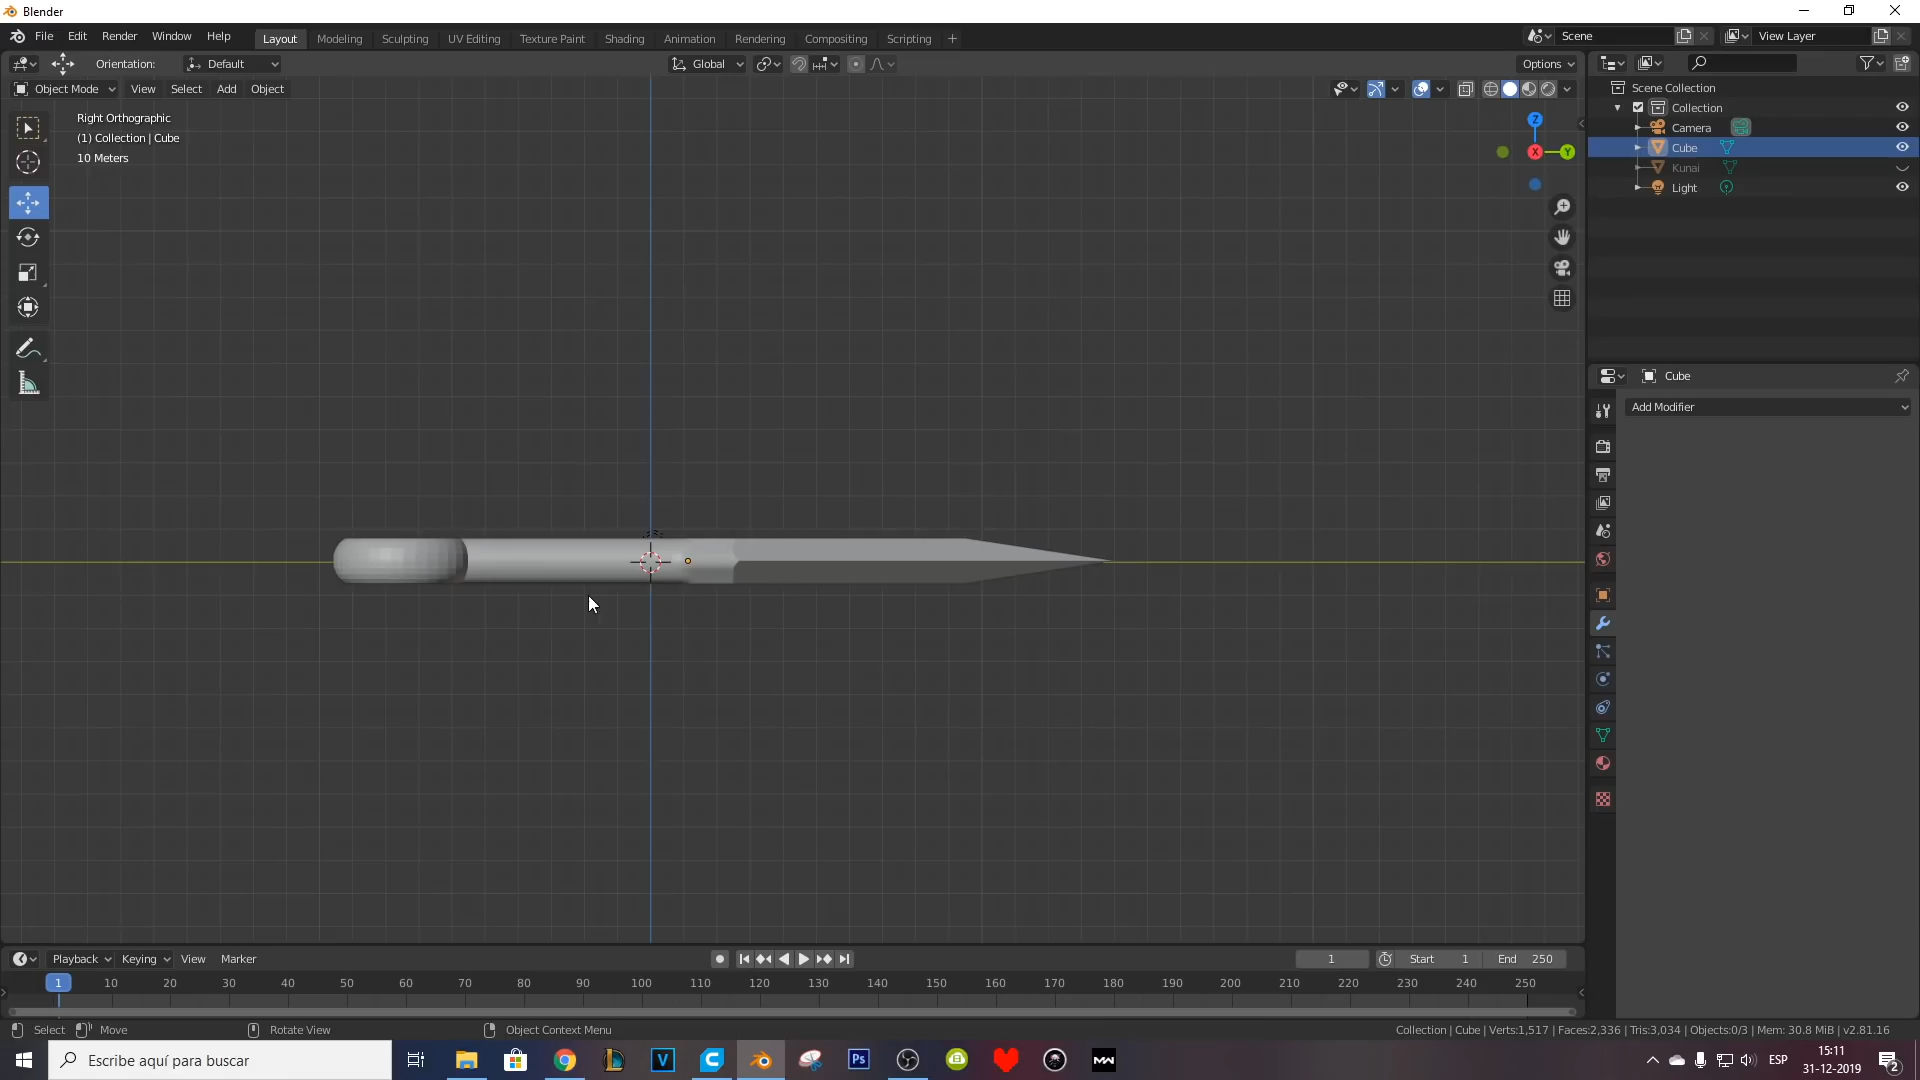 Blender
File Edit Render Window Help
Layout Modeling Sculpting UV Editing Texture Paint Shading Animation Rendering Compositing Scripting +
Scene
View Layer
Orientation: Default
Global
Options
Object Mode View Select Add Object
Right Orthographic
(1) Collection | Cube
10 Meters
Z
X
Y
Scene Collection
Collection
Camera
Cube
Kunai
Light
Cube
Add Modifier
Playback Keying View Marker
1
Start 1
End 250
1 10 20 30 40 50 60 70 80 90 100 110 120 130 140 150 160 170 180 190 200 210 220 230 240 250
Select Move Rotate View Object Context Menu
Collection | Cube | Verts:1,517 | Faces:2,336 | Tris:3,034 | Objects:0/3 | Mem: 30.8 MiB | v2.81.16
Escribe aquí para buscar
V
Ps
ESP
15:11
31-12-2019
2